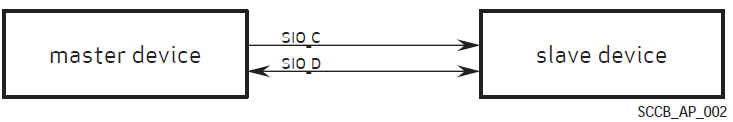 SIO_C
master device
slave device
SIO_D
SCCB_AP_002